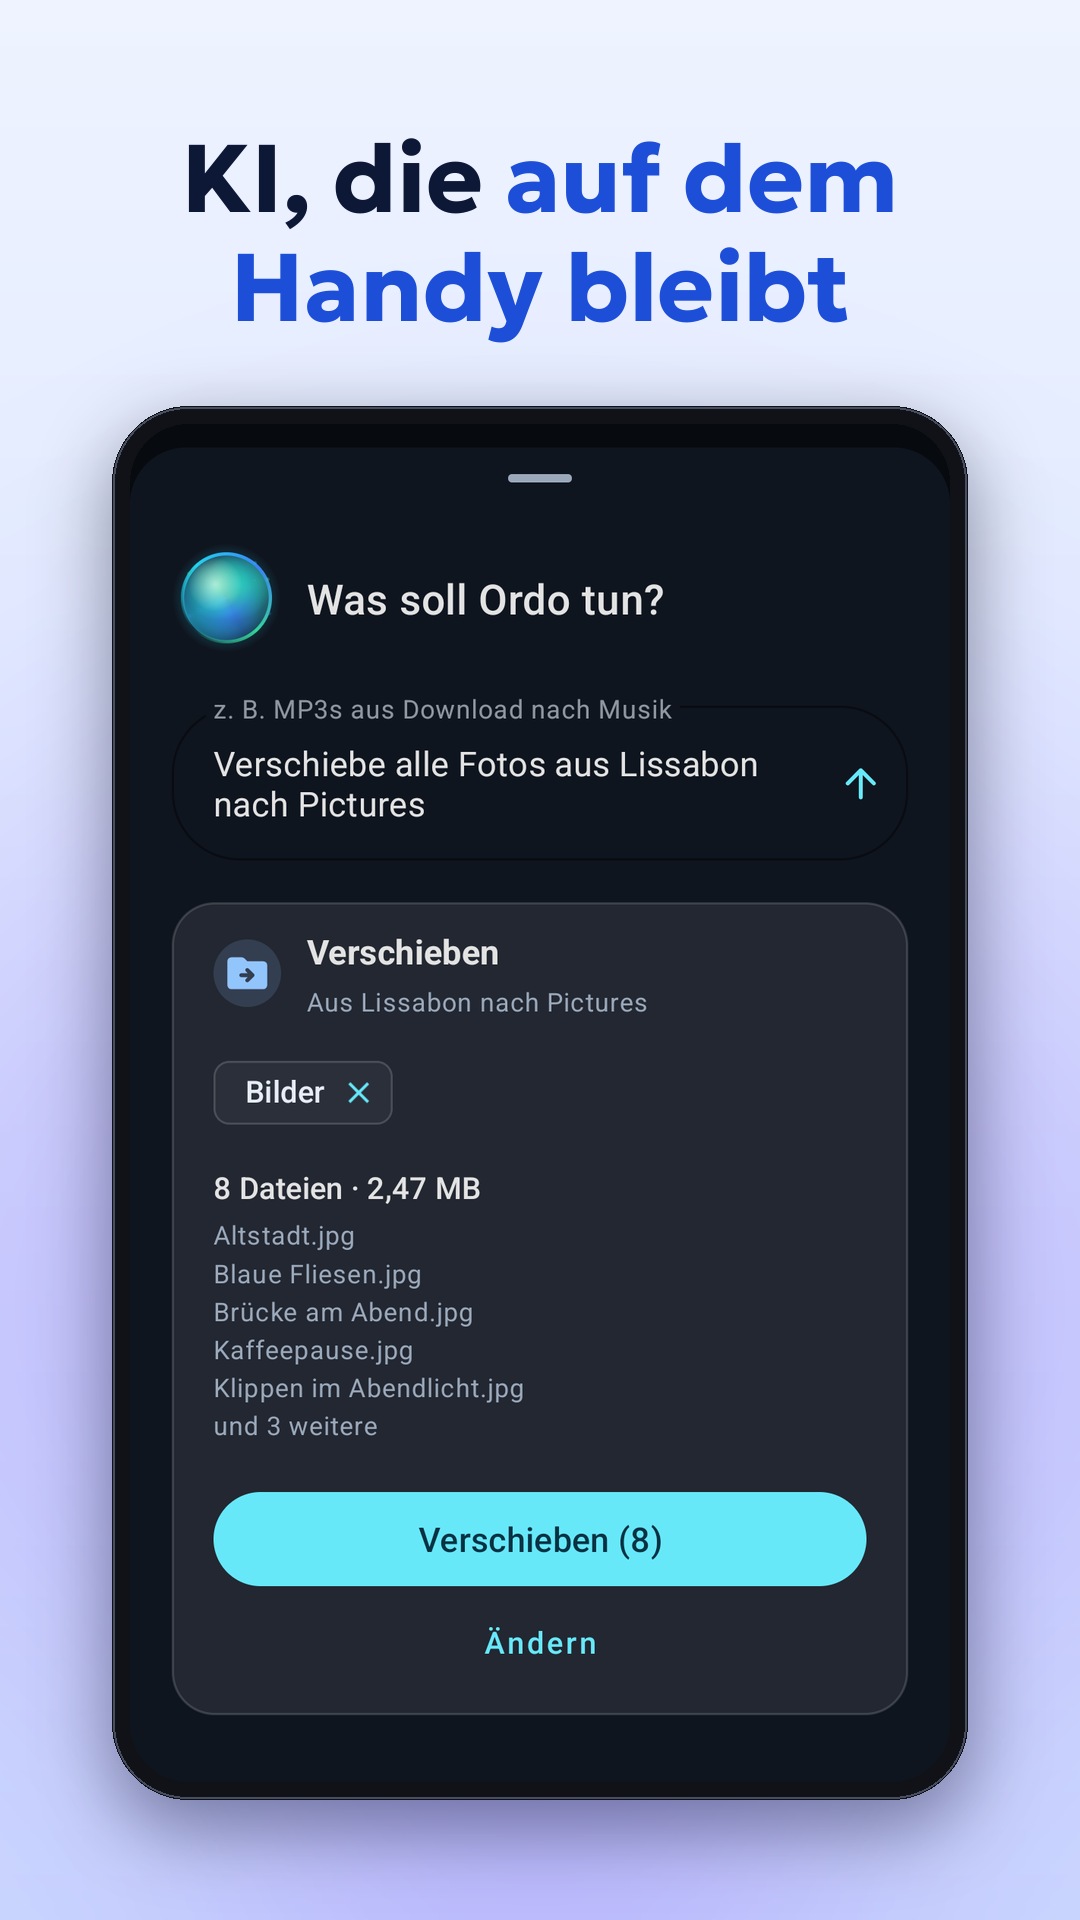 KI, die auf dem
Handy bleibt
Was soll Ordo tun?
z. B. MP3s aus Download nach Musik
Verschiebe alle Fotos aus Lissabon
nach Pictures
Verschieben
Aus Lissabon nach Pictures
Bilder
8 Dateien · 2,47 MB
Altstadt.jpg
Blaue Fliesen.jpg
Brücke am Abend.jpg
Kaffeepause.jpg
Klippen im Abendlicht.jpg
und 3 weitere
Verschieben (8)
Ändern